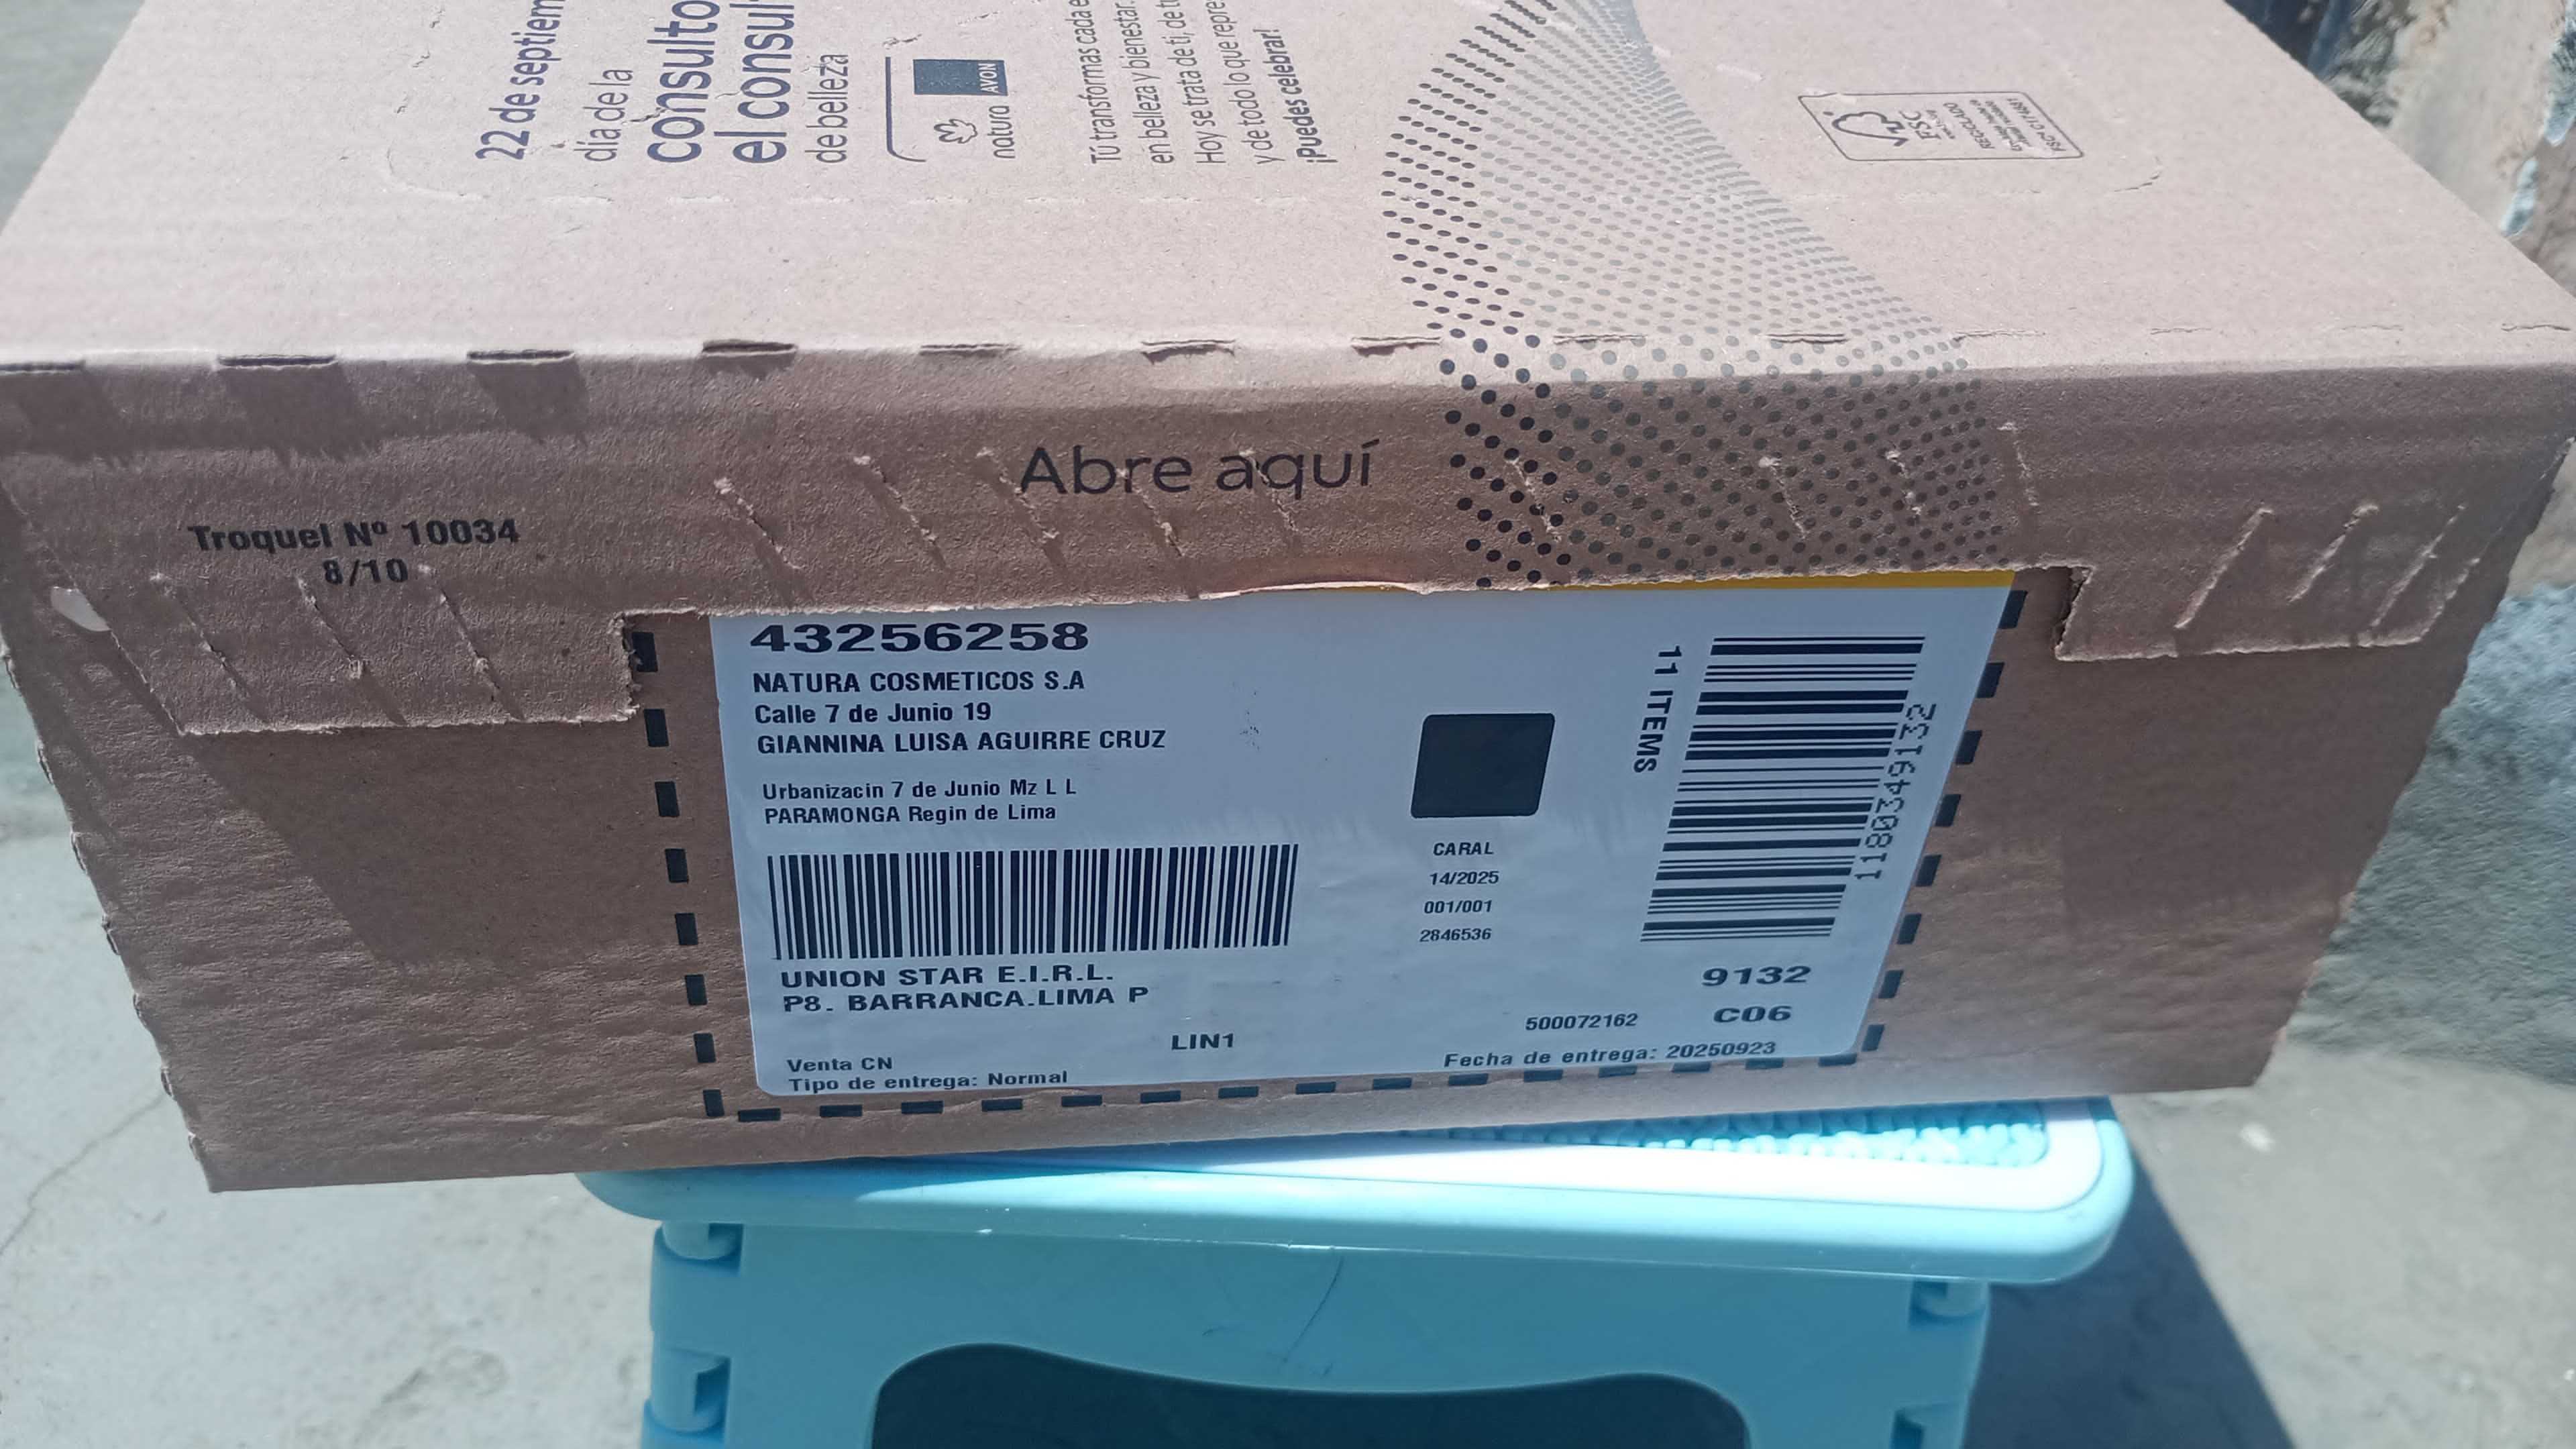 22 de septiem
día de la
consulto
el consul
de belleza
natura AVON
Tú transformas cada e
en belleza y bienestar.
Hoy se trata de ti, de t
y de todo lo que repre
¡Puedes celebrar!
FSC
RECICLADO
Abre aquí
Troquel Nº 10034
8/10
43256258
NATURA COSMETICOS S.A
Calle 7 de Junio 19
GIANNINA LUISA AGUIRRE CRUZ
Urbanizacin 7 de Junio Mz L L
PARAMONGA Regin de Lima
UNION STAR E.I.R.L.
P8. BARRANCA.LIMA P
LIN1
Venta CN
Tipo de entrega: Normal
CARAL
14/2025
001/001
2846536
11 ITEMS
1180349132
9132
C06
500072162
Fecha de entrega: 20250923